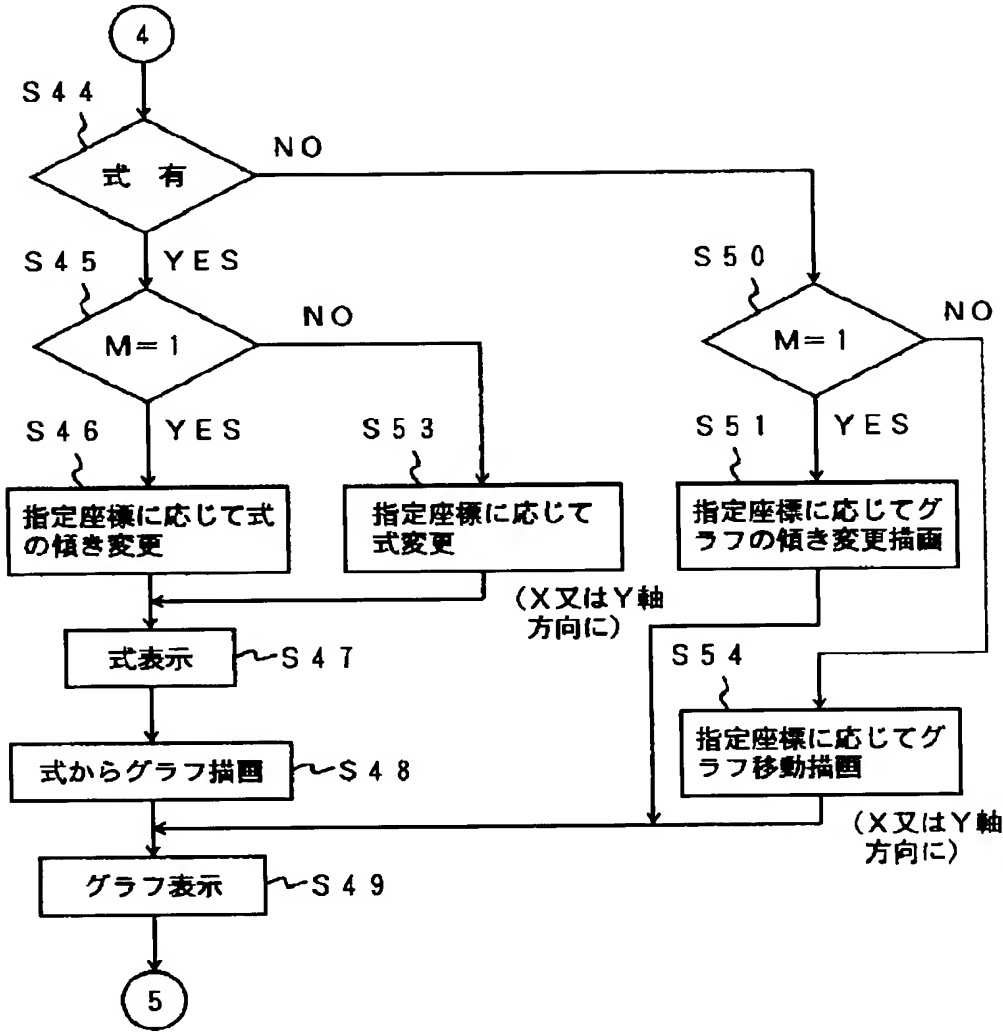 4
S44
式 有
NO
YES
S45
M=1
NO
YES
S46
指定座標に応じて式
の傾き変更
S53
指定座標に応じて
式変更
(X又はY軸
方向に)
式表示
S47
式からグラフ描画
S48
グラフ表示
S49
5
S50
M=1
NO
YES
S51
指定座標に応じてグ
ラフの傾き変更描画
S54
指定座標に応じてグ
ラフ移動描画
(X又はY軸
方向に)